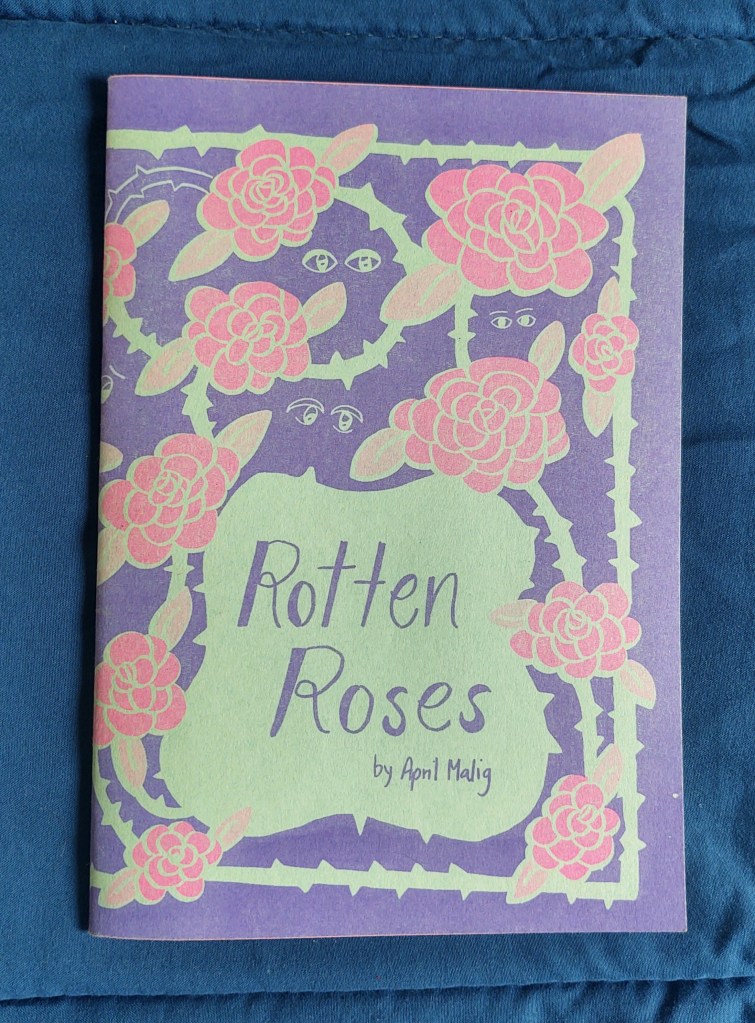 Rotten
Roses
by April Malig